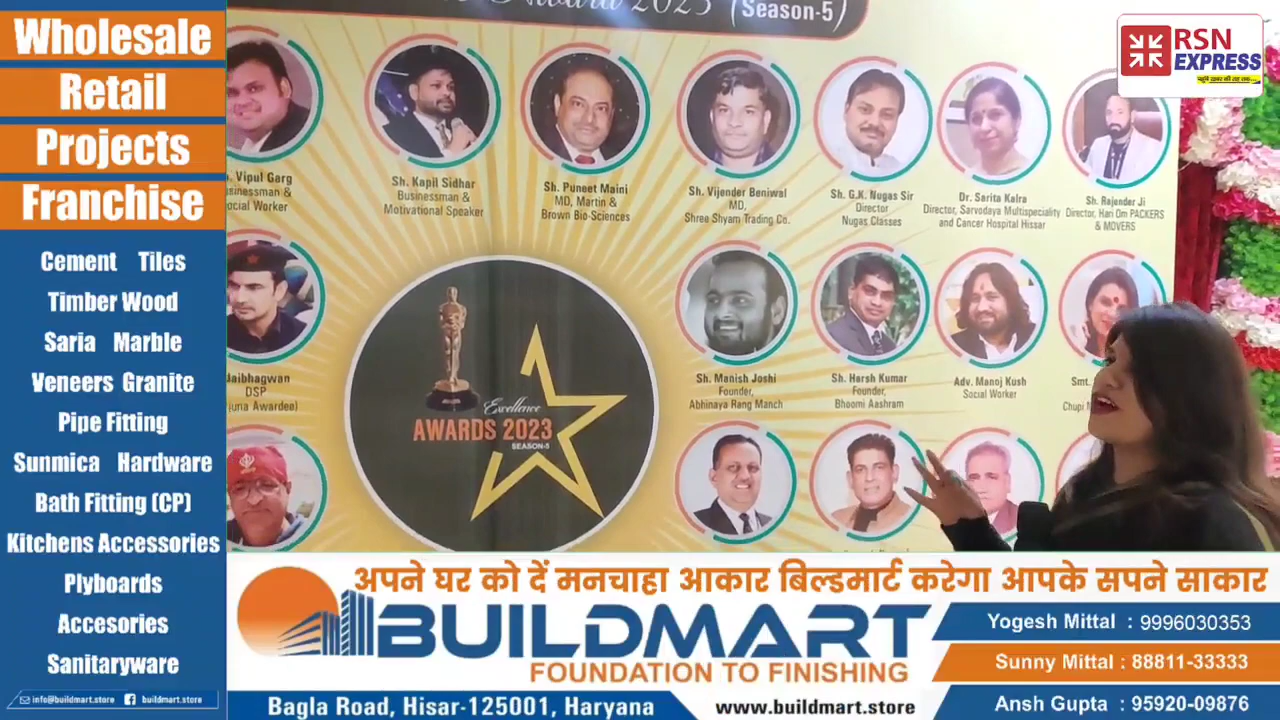 Wholesale
Retail
Projects
Franchise
Cement Tiles
Timber Wood
Saria Marble
Veneers Granite
Pipe Fitting
Sunmica Hardware
Bath Fitting (CP)
Kitchens Accessories
Plyboards
Accesories
Sanitaryware
info@buildmart.store buildmart.store
Award 2023 (Season-5)
RSN
EXPRESS
Vipul Garg
Businessman &
Social Worker
Sh. Kapil Sidhar
Businessman &
Motivational Speaker
Sh. Puneet Maini
MD, Martin &
Brown Bio-Sciences
Sh. Vijender Beniwal
MD,
Shree Shyam Trading Co.
Sh. G.K. Nugas Sir
Director
Nugas Classes
Dr. Sarita Kalra
Director, Sarvodaya Multispeciality
and Cancer Hospital Hissar
Sh. Rajender Ji
Director, Hari Om PACKERS
& MOVERS
Jaibhagwan
DSP
Awardee)
Excellence
AWARDS 2023
SEASON-5
Sh. Manish Joshi
Founder,
Abhinaya Rang Manch
Sh. Harsh Kumar
Founder,
Bhoomi Aashram
Adv. Manoj Kush
Social Worker
Smt.
Chupi
अपने घर को दें मनचाहा आकार बिल्डमार्ट करेगा आपके सपने साकार
BUILDMART
FOUNDATION TO FINISHING
Bagla Road, Hisar-125001, Haryana
www.buildmart.store
Yogesh Mittal : 9996030353
Sunny Mittal : 88811-33333
Ansh Gupta : 95920-09876